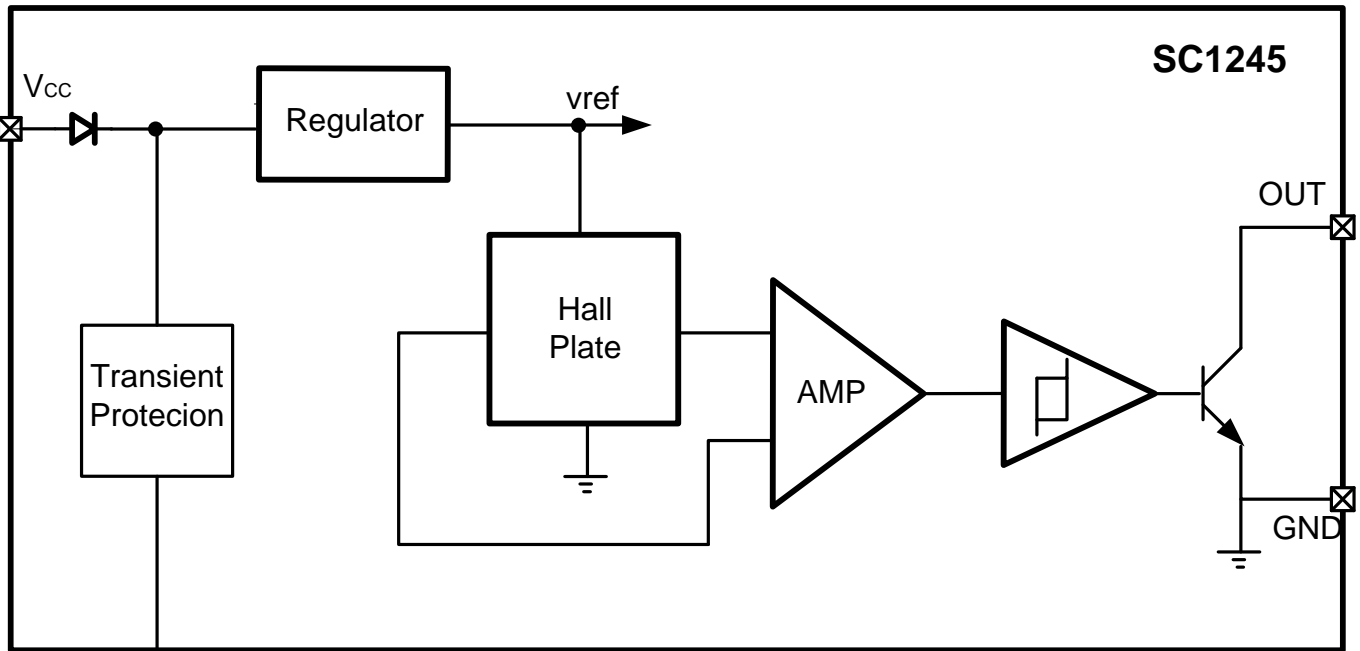 SC1245
VCC
Regulator
vref
OUT
Hall
Plate
Transient
Protecion
AMP
GND